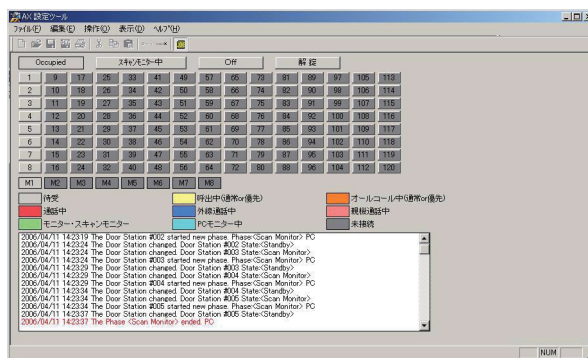 AX 設定ツール
ファイル(F) 編集(E) 操作(O) 表示(D) ヘルプ(H)
Occupied スキャンモニター中 Off 解錠
1 9 17 25 33 41 49 57 65 73 81 89 97 105 113
2 10 18 26 34 42 50 58 66 74 82 90 98 106 114
3 11 19 27 35 43 51 59 67 75 83 91 99 107 115
4 12 20 28 36 44 52 60 68 76 84 92 100 108 116
5 13 21 29 37 45 53 61 69 77 85 93 101 109 117
6 14 22 30 38 46 54 62 70 78 86 94 102 110 118
7 15 23 31 39 47 55 63 71 79 87 95 103 111 119
8 16 24 32 40 48 56 64 72 80 88 96 104 112 120
M1 M2 M3 M4 M5 M6 M7 M8
待受 呼出中(通常or優先) オールコール中(通常or優先)
通話中 外線通話中 親機通話中
モニター・スキャンモニター PCモニター中 未接続
2006/04/11 14:23:19 The Door Station #002 started new phase. Phase:<Scan Monitor> PC
2006/04/11 14:23:24 The Door Station changed. Door Station #002 State:<Standby>
2006/04/11 14:23:24 The Door Station changed. Door Station #003 State:<Scan Monitor>
2006/04/11 14:23:24 The Door Station #003 started new phase. Phase:<Scan Monitor> PC
2006/04/11 14:23:29 The Door Station changed. Door Station #003 State:<Standby>
2006/04/11 14:23:29 The Door Station changed. Door Station #004 State:<Scan Monitor>
2006/04/11 14:23:29 The Door Station #004 started new phase. Phase:<Scan Monitor> PC
2006/04/11 14:23:34 The Door Station changed. Door Station #004 State:<Standby>
2006/04/11 14:23:34 The Door Station changed. Door Station #005 State:<Scan Monitor>
2006/04/11 14:23:34 The Door Station #005 started new phase. Phase:<Scan Monitor> PC
2006/04/11 14:23:37 The Door Station changed. Door Station #005 State:<Standby>
2006/04/11 14:23:37 The Phase <Scan Monitor> ended. PC
NUM